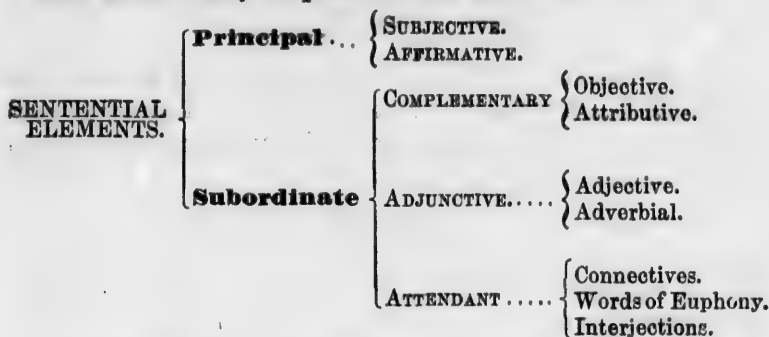 Principal... SUBJECTIVE.
AFFIRMATIVE.
SENTENTIAL
ELEMENTS.
COMPLEMENTARY Objective.
Attributive.
Subordinate ADJUNCTIVE..... Adjective.
Adverbial.
ATTENDANT..... Connectives.
Words of Euphony.
Interjections.